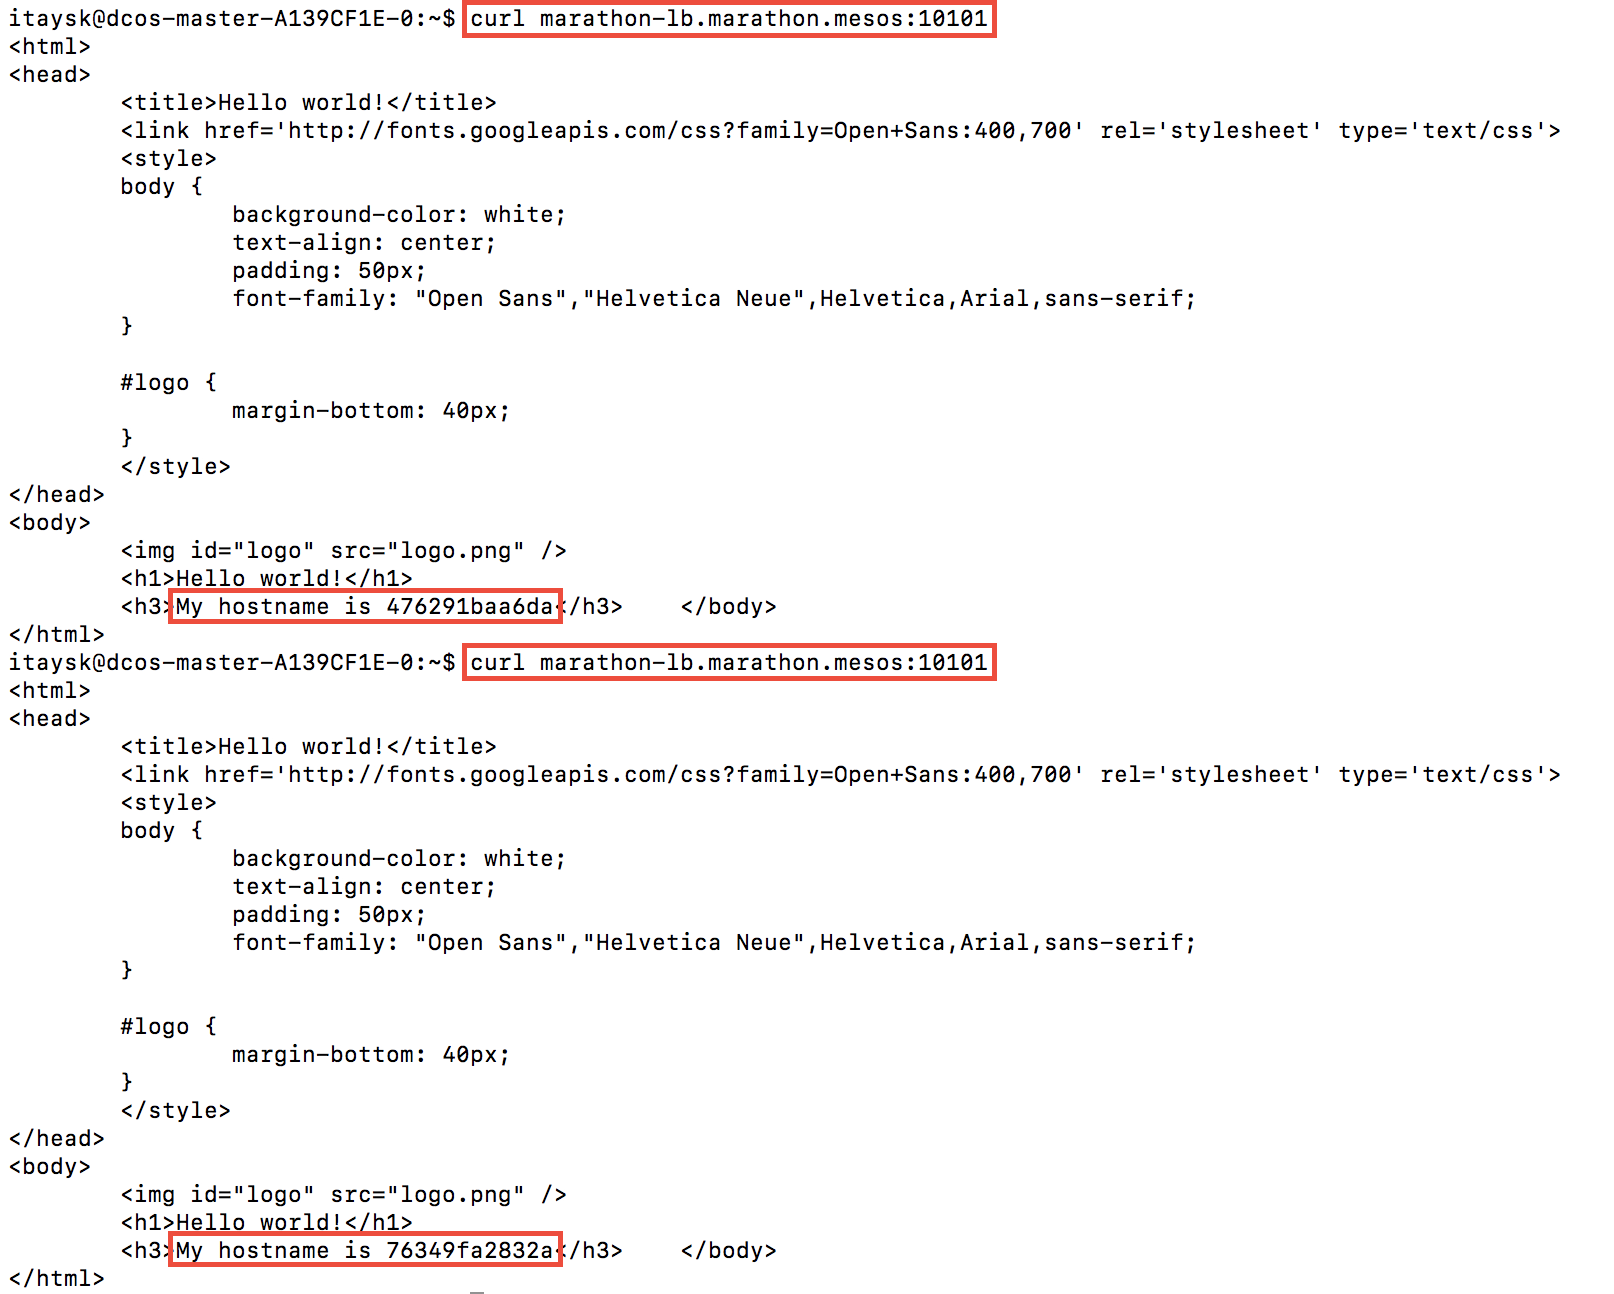 itaysk@dcos-master-A139CF1E-0:~$ curl marathon-lb.marathon.mesos:10101
<html>
<head>
        <title>Hello world!</title>
        <link href='http://fonts.googleapis.com/css?family=Open+Sans:400,700' rel='stylesheet' type='text/css'>
        <style>
        body {
                background-color: white;
                text-align: center;
                padding: 50px;
                font-family: "Open Sans","Helvetica Neue",Helvetica,Arial,sans-serif;
        }

        #logo {
                margin-bottom: 40px;
        }
        </style>
</head>
<body>
        <img id="logo" src="logo.png" />
        <h1>Hello world!</h1>
        <h3>My hostname is 476291baa6da</h3>    </body>
</html>
itaysk@dcos-master-A139CF1E-0:~$ curl marathon-lb.marathon.mesos:10101
<html>
<head>
        <title>Hello world!</title>
        <link href='http://fonts.googleapis.com/css?family=Open+Sans:400,700' rel='stylesheet' type='text/css'>
        <style>
        body {
                background-color: white;
                text-align: center;
                padding: 50px;
                font-family: "Open Sans","Helvetica Neue",Helvetica,Arial,sans-serif;
        }

        #logo {
                margin-bottom: 40px;
        }
        </style>
</head>
<body>
        <img id="logo" src="logo.png" />
        <h1>Hello world!</h1>
        <h3>My hostname is 76349fa2832a</h3>    </body>
</html>